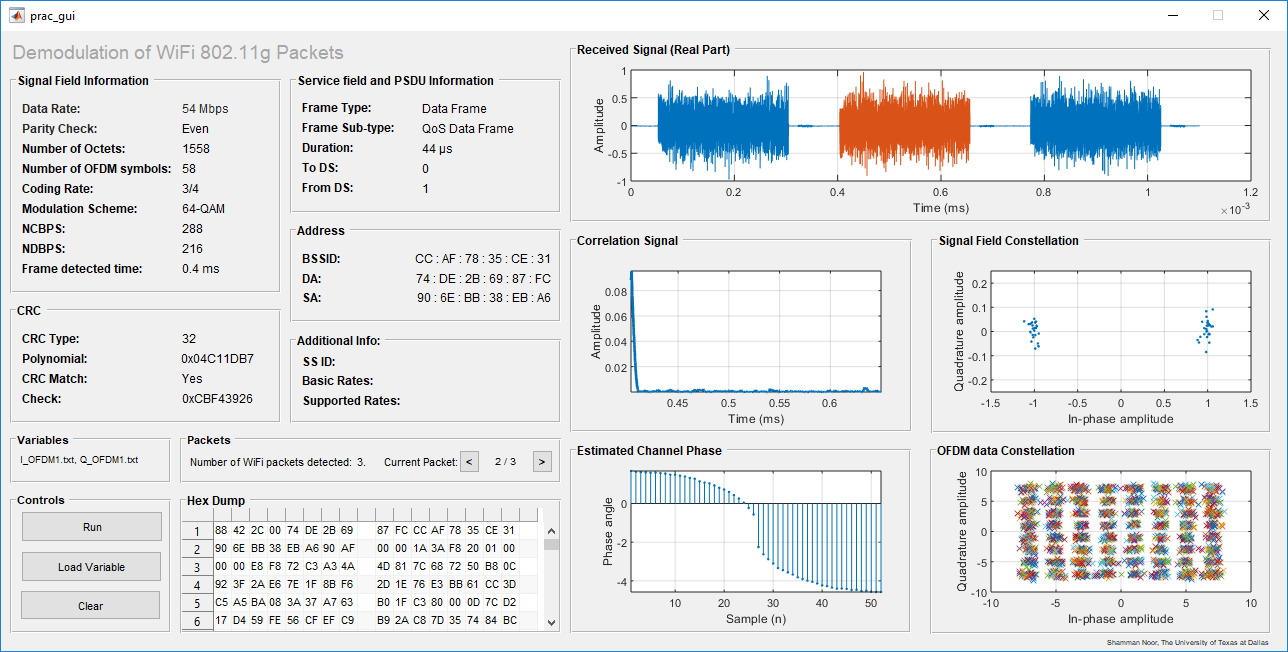 prac_gui
Demodulation of WiFi 802.11g Packets
Signal Field Information
Data Rate: 54 Mbps
Parity Check: Even
Number of Octets: 1558
Number of OFDM symbols: 58
Coding Rate: 3/4
Modulation Scheme: 64-QAM
NCBPS: 288
NDBPS: 216
Frame detected time: 0.4 ms
CRC
CRC Type: 32
Polynomial: 0x04C11DB7
CRC Match: Yes
Check: 0xCBF43926
Variables
I_OFDM1.txt, Q_OFDM1.txt
Controls
Run
Load Variable
Clear
Service field and PSDU Information
Frame Type: Data Frame
Frame Sub-type: QoS Data Frame
Duration: 44 µs
To DS: 0
From DS: 1
Address
BSSID: CC : AF : 78 : 35 : CE : 31
DA: 74 : DE : 2B : 69 : 87 : FC
SA: 90 : 6E : BB : 38 : EB : A6
Additional Info:
SS ID:
Basic Rates:
Supported Rates:
Packets
Number of WiFi packets detected: 3. Current Packet: < 2 / 3 >
Hex Dump
1 88 42 2C 00 74 DE 2B 69 87 FC CC AF 78 35 CE 31
2 90 6E BB 38 EB A6 90 AF 00 00 1A 3A F8 20 01 00
3 00 00 E8 F8 72 C3 A3 4A 4D 81 7C 68 72 50 B8 0C
4 92 3F 2A E6 7E 1F 8B F6 2D 1E 76 E3 BB 61 CC 3D
5 C5 A5 BA 08 3A 37 A7 63 B0 1F C3 80 00 0D 7C D2
6 17 D4 59 FE 56 CF EF C9 B9 2A C8 7D 35 74 84 BC
Received Signal (Real Part)
Amplitude
1
0.5
0
-0.5
-1
0 0.2 0.4 0.6 0.8 1 1.2
Time (ms)
×10-3
Correlation Signal
Amplitude
0.08
0.06
0.04
0.02
0.45 0.5 0.55 0.6
Time (ms)
Signal Field Constellation
Quadrature amplitude
0.2
0.1
0
-0.1
-0.2
-1.5 -1 -0.5 0 0.5 1 1.5
In-phase amplitude
Estimated Channel Phase
Phase angle
0
-2
-4
10 20 30 40 50
Sample (n)
OFDM data Constellation
Quadrature amplitude
10
5
0
-5
-10
-10 -5 0 5 10
In-phase amplitude
Shamman Noor, The University of Texas at Dallas